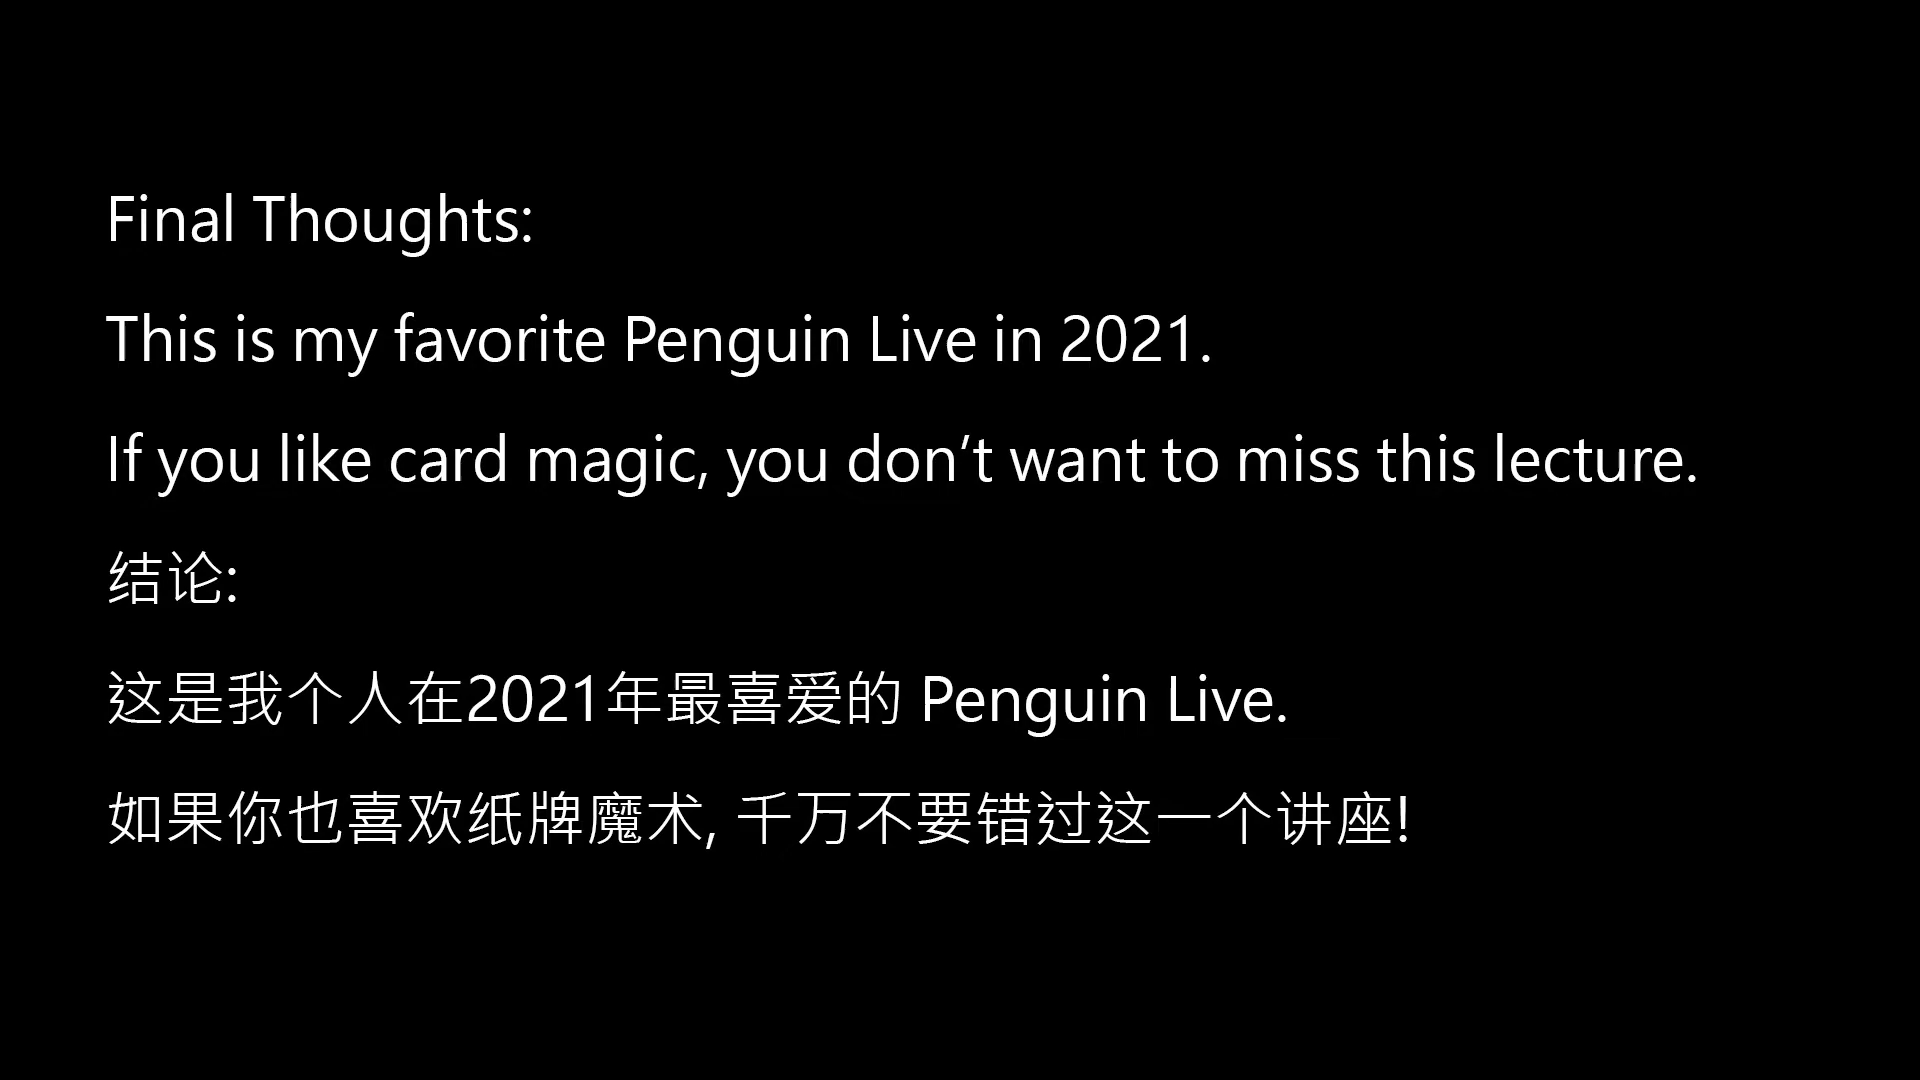 Final Thoughts:
This is my favorite Penguin Live in 2021.
If you like card magic, you don’t want to miss this lecture.
结论:
这是我个人在2021年最喜爱的 Penguin Live.
如果你也喜欢纸牌魔术, 千万不要错过这一个讲座!